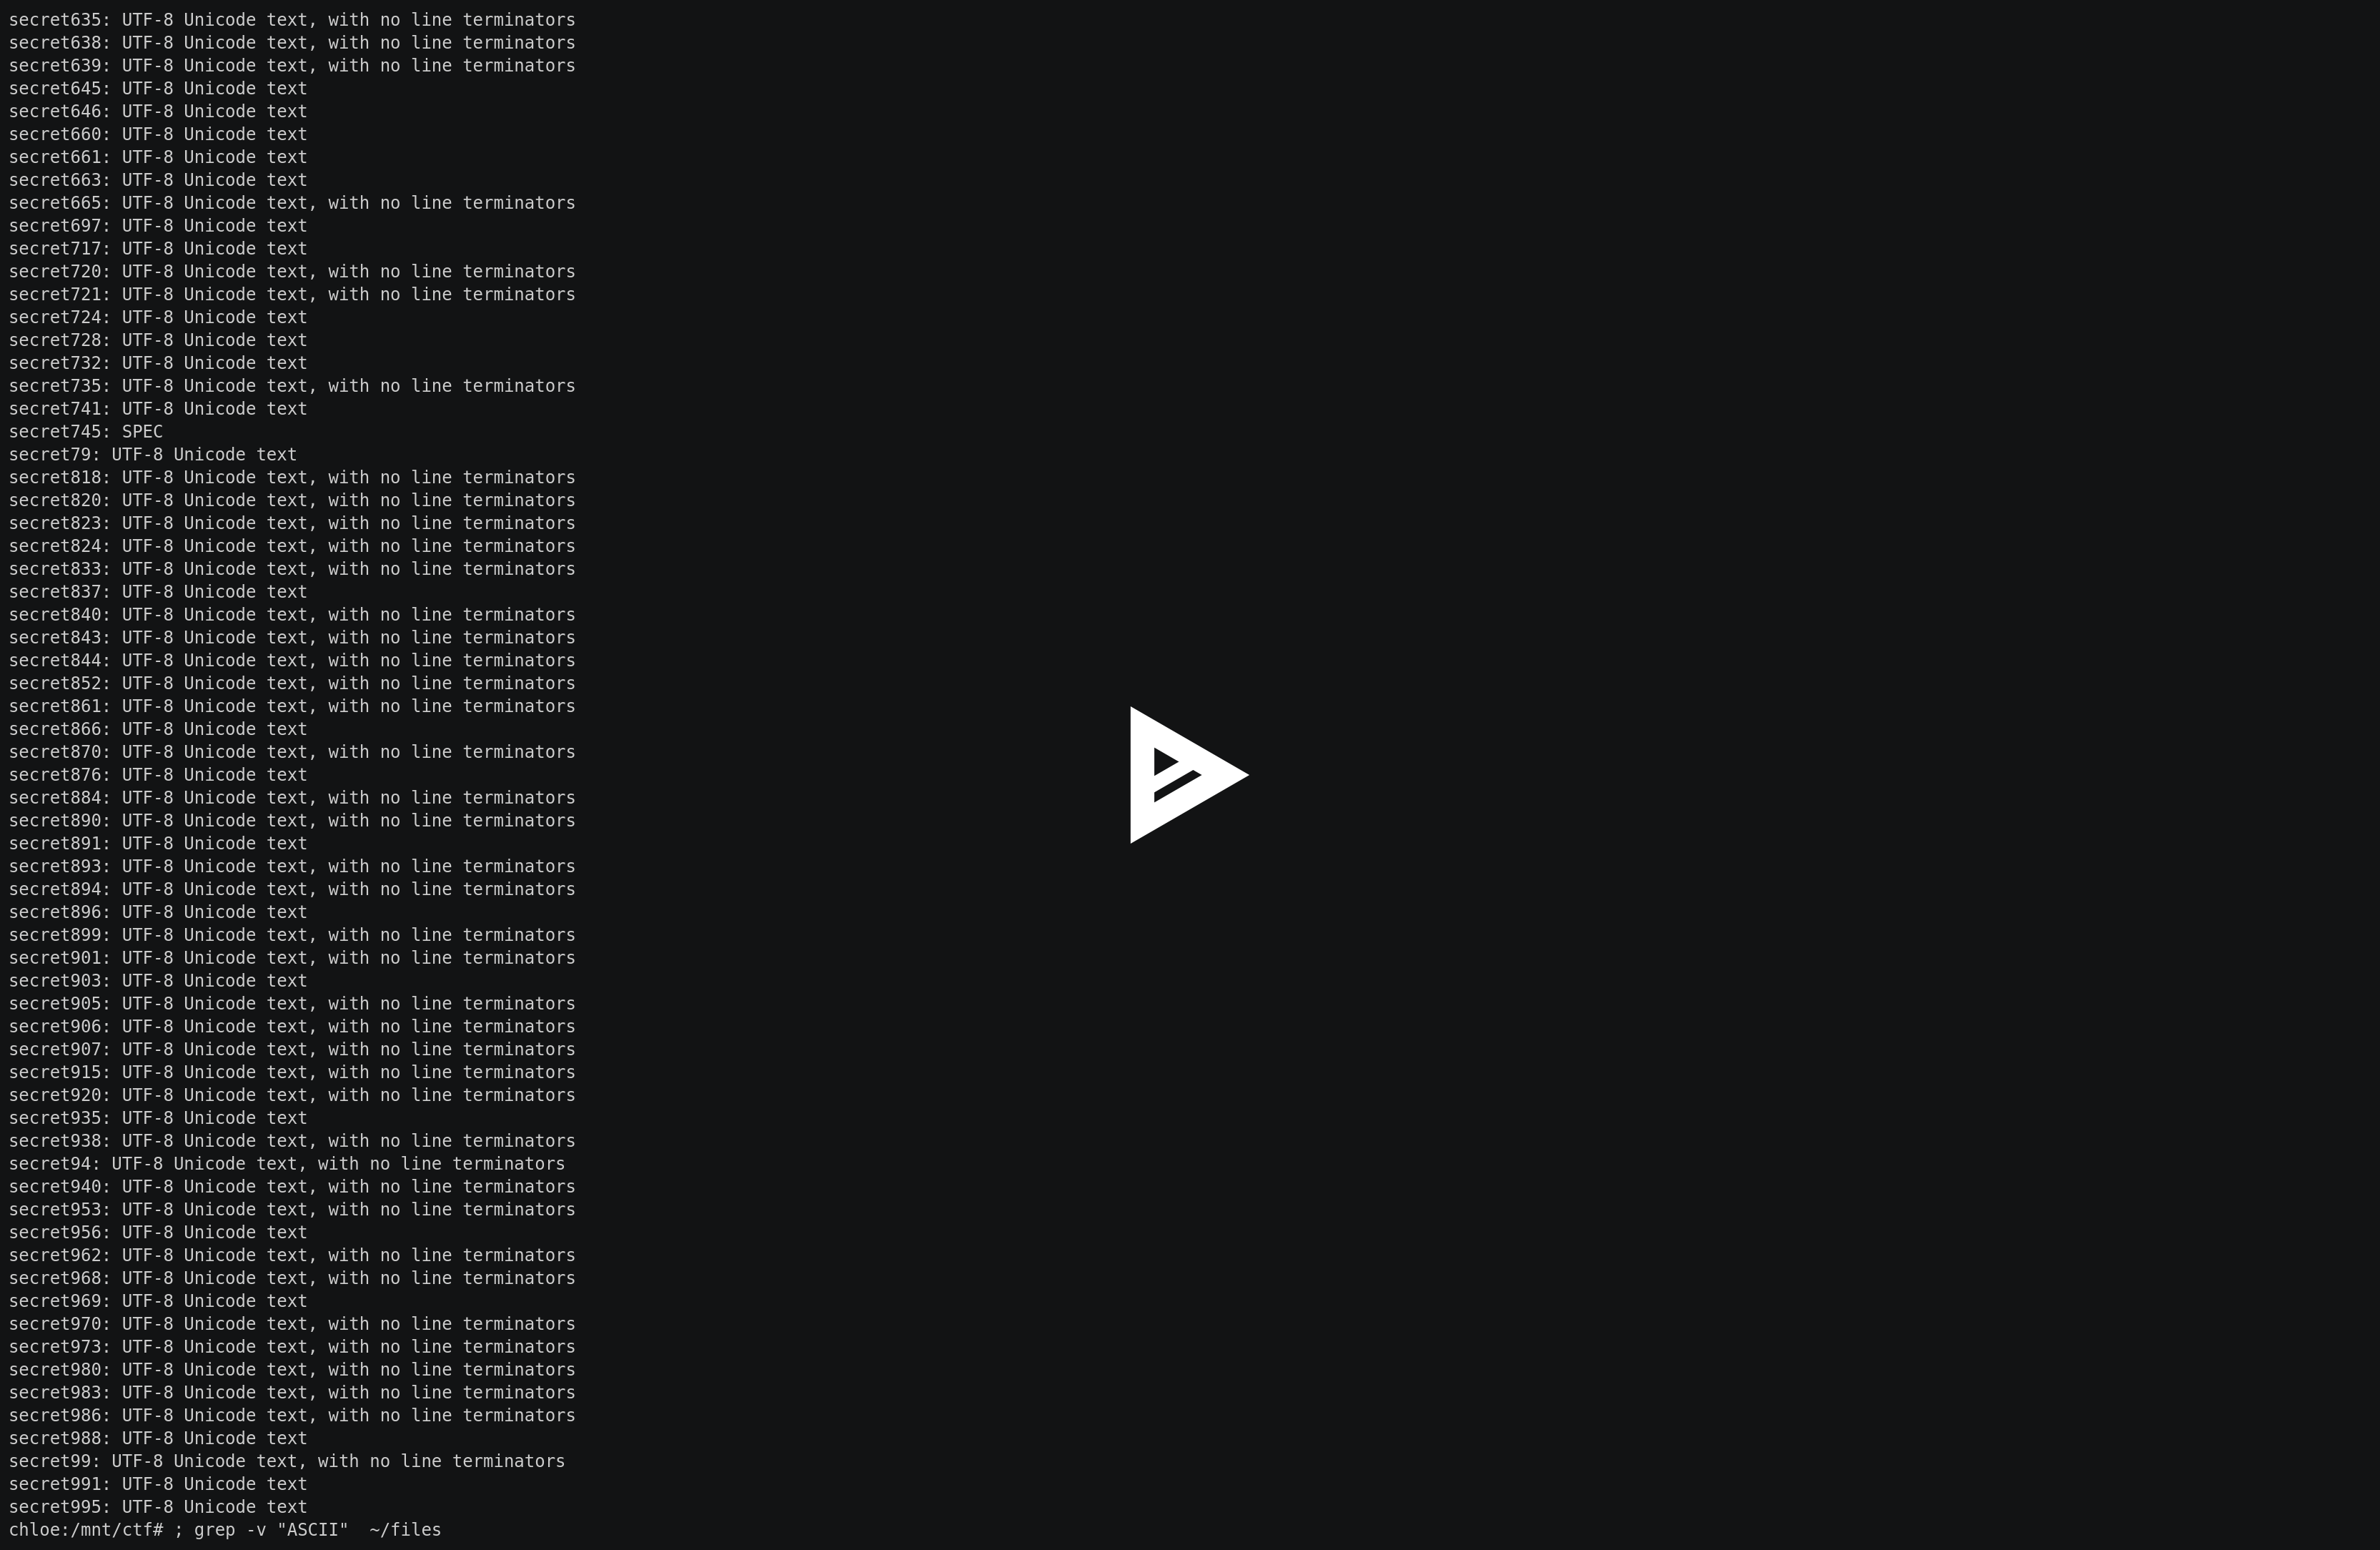 secret635: UTF-8 Unicode text, with no line terminators
secret638: UTF-8 Unicode text, with no line terminators
secret639: UTF-8 Unicode text, with no line terminators
secret645: UTF-8 Unicode text
secret646: UTF-8 Unicode text
secret660: UTF-8 Unicode text
secret661: UTF-8 Unicode text
secret663: UTF-8 Unicode text
secret665: UTF-8 Unicode text, with no line terminators
secret697: UTF-8 Unicode text
secret717: UTF-8 Unicode text
secret720: UTF-8 Unicode text, with no line terminators
secret721: UTF-8 Unicode text, with no line terminators
secret724: UTF-8 Unicode text
secret728: UTF-8 Unicode text
secret732: UTF-8 Unicode text
secret735: UTF-8 Unicode text, with no line terminators
secret741: UTF-8 Unicode text
secret745: SPEC
secret79: UTF-8 Unicode text
secret818: UTF-8 Unicode text, with no line terminators
secret820: UTF-8 Unicode text, with no line terminators
secret823: UTF-8 Unicode text, with no line terminators
secret824: UTF-8 Unicode text, with no line terminators
secret833: UTF-8 Unicode text, with no line terminators
secret837: UTF-8 Unicode text
secret840: UTF-8 Unicode text, with no line terminators
secret843: UTF-8 Unicode text, with no line terminators
secret844: UTF-8 Unicode text, with no line terminators
secret852: UTF-8 Unicode text, with no line terminators
secret861: UTF-8 Unicode text, with no line terminators
secret866: UTF-8 Unicode text
secret870: UTF-8 Unicode text, with no line terminators
secret876: UTF-8 Unicode text
secret884: UTF-8 Unicode text, with no line terminators
secret890: UTF-8 Unicode text, with no line terminators
secret891: UTF-8 Unicode text
secret893: UTF-8 Unicode text, with no line terminators
secret894: UTF-8 Unicode text, with no line terminators
secret896: UTF-8 Unicode text
secret899: UTF-8 Unicode text, with no line terminators
secret901: UTF-8 Unicode text, with no line terminators
secret903: UTF-8 Unicode text
secret905: UTF-8 Unicode text, with no line terminators
secret906: UTF-8 Unicode text, with no line terminators
secret907: UTF-8 Unicode text, with no line terminators
secret915: UTF-8 Unicode text, with no line terminators
secret920: UTF-8 Unicode text, with no line terminators
secret935: UTF-8 Unicode text
secret938: UTF-8 Unicode text, with no line terminators
secret94: UTF-8 Unicode text, with no line terminators
secret940: UTF-8 Unicode text, with no line terminators
secret953: UTF-8 Unicode text, with no line terminators
secret956: UTF-8 Unicode text
secret962: UTF-8 Unicode text, with no line terminators
secret968: UTF-8 Unicode text, with no line terminators
secret969: UTF-8 Unicode text
secret970: UTF-8 Unicode text, with no line terminators
secret973: UTF-8 Unicode text, with no line terminators
secret980: UTF-8 Unicode text, with no line terminators
secret983: UTF-8 Unicode text, with no line terminators
secret986: UTF-8 Unicode text, with no line terminators
secret988: UTF-8 Unicode text
secret99: UTF-8 Unicode text, with no line terminators
secret991: UTF-8 Unicode text
secret995: UTF-8 Unicode text
chloe:/mnt/ctf# ; grep -v "ASCII"  ~/files